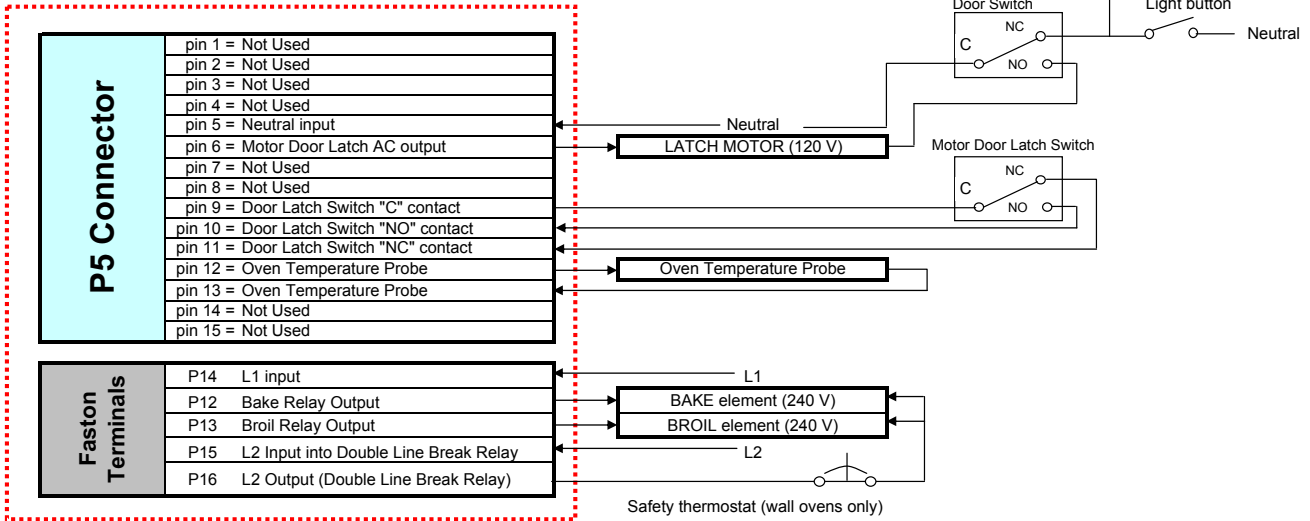 Door Switch
Light button
NC
C
NO
Neutral
P5 Connector
pin 1 = Not Used
pin 2 = Not Used
pin 3 = Not Used
pin 4 = Not Used
pin 5 = Neutral input
Neutral
pin 6 = Motor Door Latch AC output
LATCH MOTOR (120 V)
Motor Door Latch Switch
pin 7 = Not Used
NC
C
NO
pin 8 = Not Used
pin 9 = Door Latch Switch "C" contact
pin 10 = Door Latch Switch "NO" contact
pin 11 = Door Latch Switch "NC" contact
pin 12 = Oven Temperature Probe
Oven Temperature Probe
pin 13 = Oven Temperature Probe
pin 14 = Not Used
pin 15 = Not Used
Faston
Terminals
P14 L1 input
L1
P12 Bake Relay Output
BAKE element (240 V)
P13 Broil Relay Output
BROIL element (240 V)
P15 L2 Input into Double Line Break Relay
L2
P16 L2 Output (Double Line Break Relay)
Safety thermostat (wall ovens only)